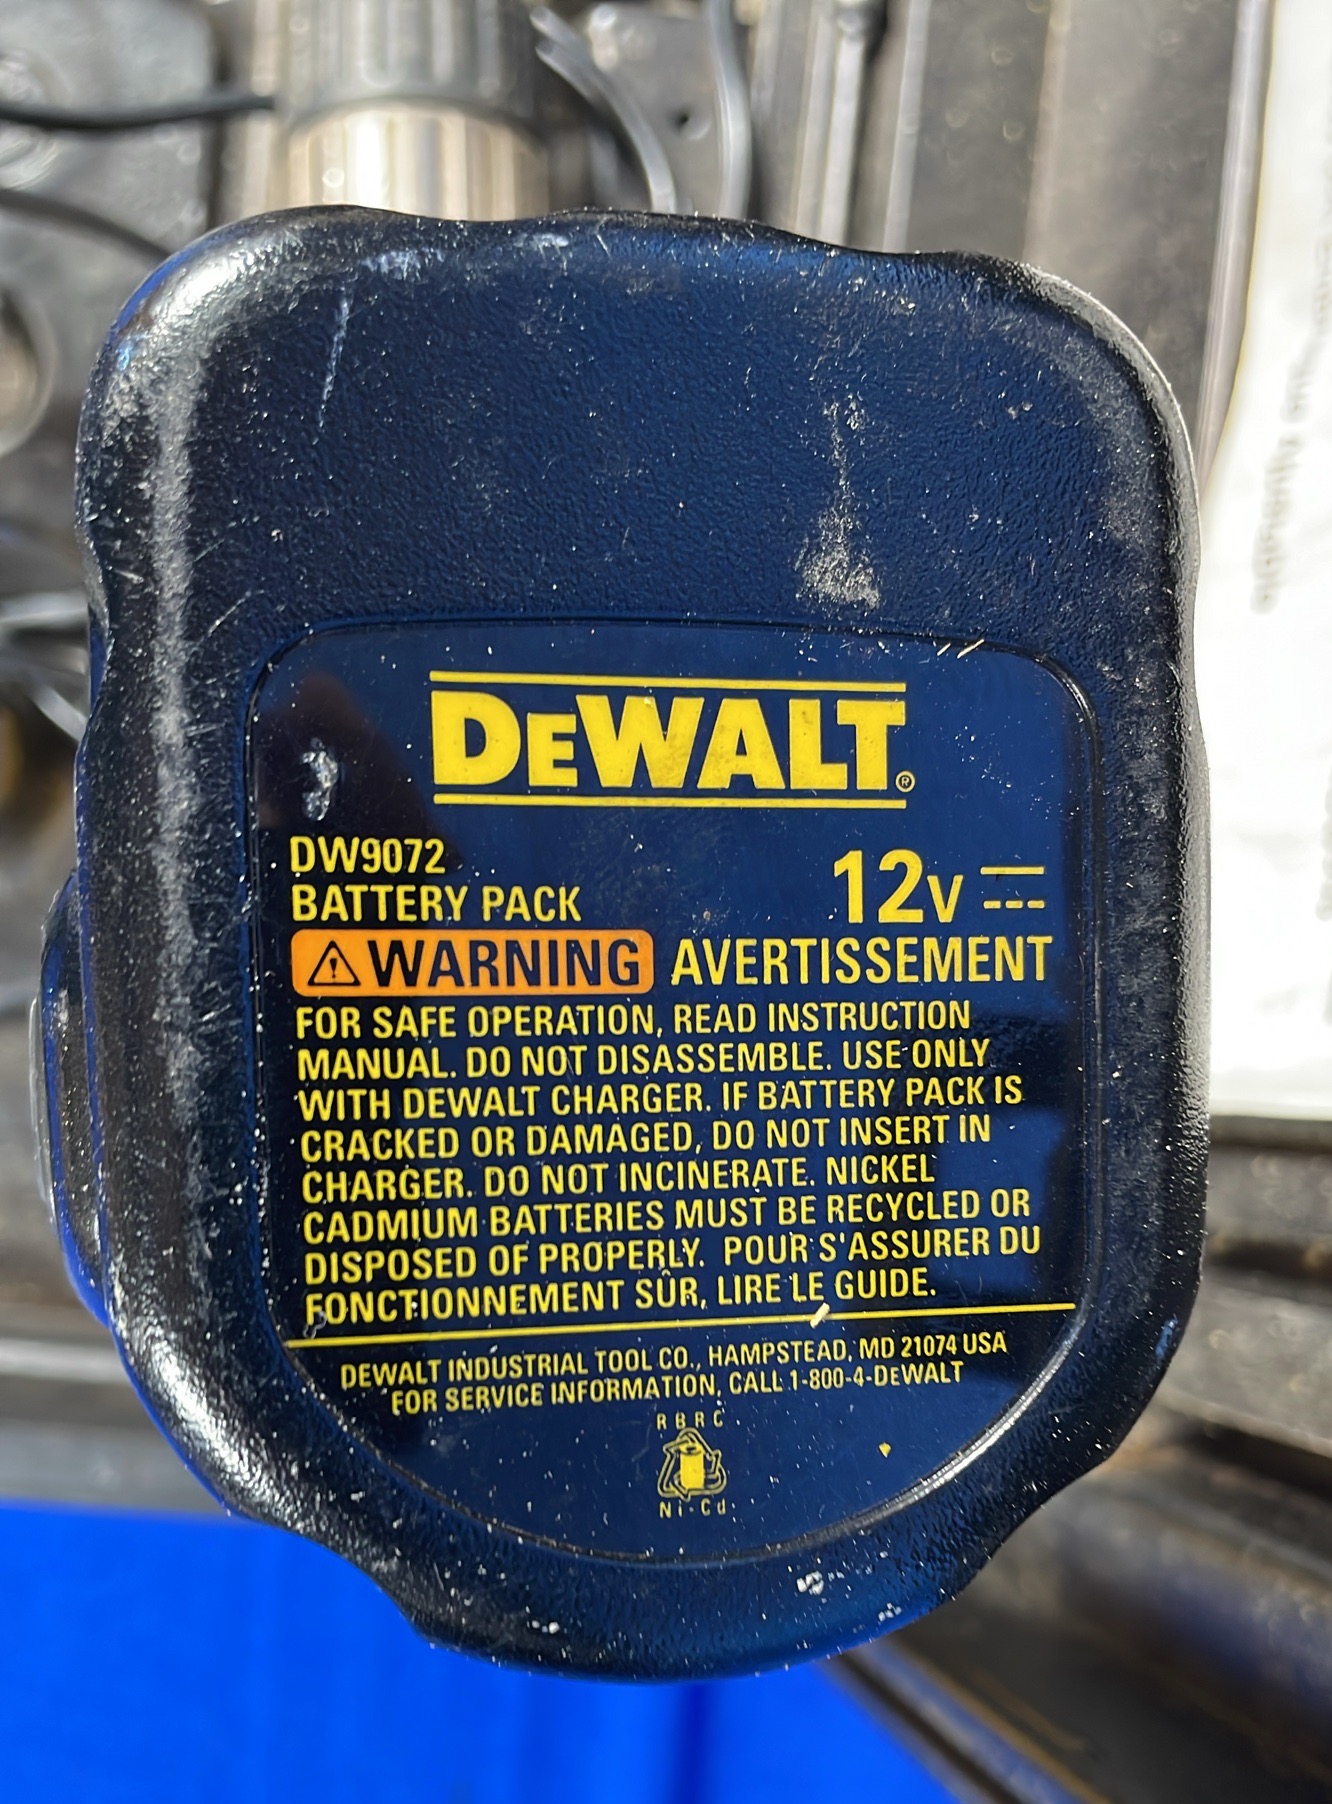 DEWALT®
DW9072
BATTERY PACK
12V
WARNING AVERTISSEMENT
FOR SAFE OPERATION, READ INSTRUCTION
MANUAL. DO NOT DISASSEMBLE. USE ONLY
WITH DEWALT CHARGER. IF BATTERY PACK IS
CRACKED OR DAMAGED, DO NOT INSERT IN
CHARGER. DO NOT INCINERATE. NICKEL
CADMIUM BATTERIES MUST BE RECYCLED OR
DISPOSED OF PROPERLY. POUR S'ASSURER DU
FONCTIONNEMENT SÛR, LIRE LE GUIDE.
DEWALT INDUSTRIAL TOOL CO., HAMPSTEAD, MD 21074 USA
FOR SERVICE INFORMATION, CALL 1-800-4-DEWALT
RBRC
Ni-Cd